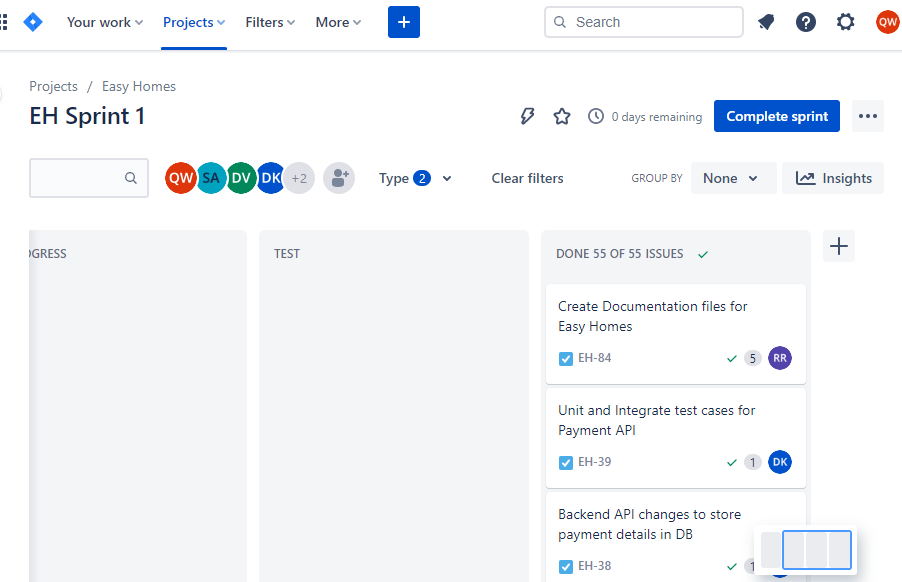 Your work Projects Filters More + Search QW
Projects / Easy Homes
EH Sprint 1
0 days remaining Complete sprint
QW SA DV DK +2 Type 2 Clear filters GROUP BY None Insights
OGRESS TEST DONE 55 OF 55 ISSUES
Create Documentation files for
Easy Homes
EH-84 5 RR
Unit and Integrate test cases for
Payment API
EH-39 1 DK
Backend API changes to store
payment details in DB
EH-38 1